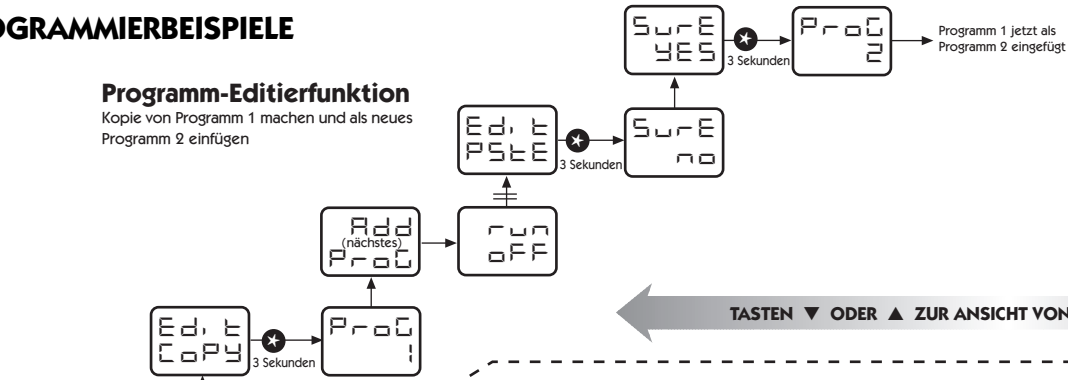 OGRAMMIERBEISPIELE
Programm-Editierfunktion
Kopie von Programm 1 machen und als neues
Programm 2 einfügen
SurE
YES
3 Sekunden
ProG
2
Programm 1 jetzt als
Programm 2 eingefügt
Edit
PStE
3 Sekunden
SurE
no
Add
(nächstes)
ProG
run
oFF
Edit
CoPY
3 Sekunden
ProG
1
TASTEN ▼ ODER ▲ ZUR ANSICHT VON